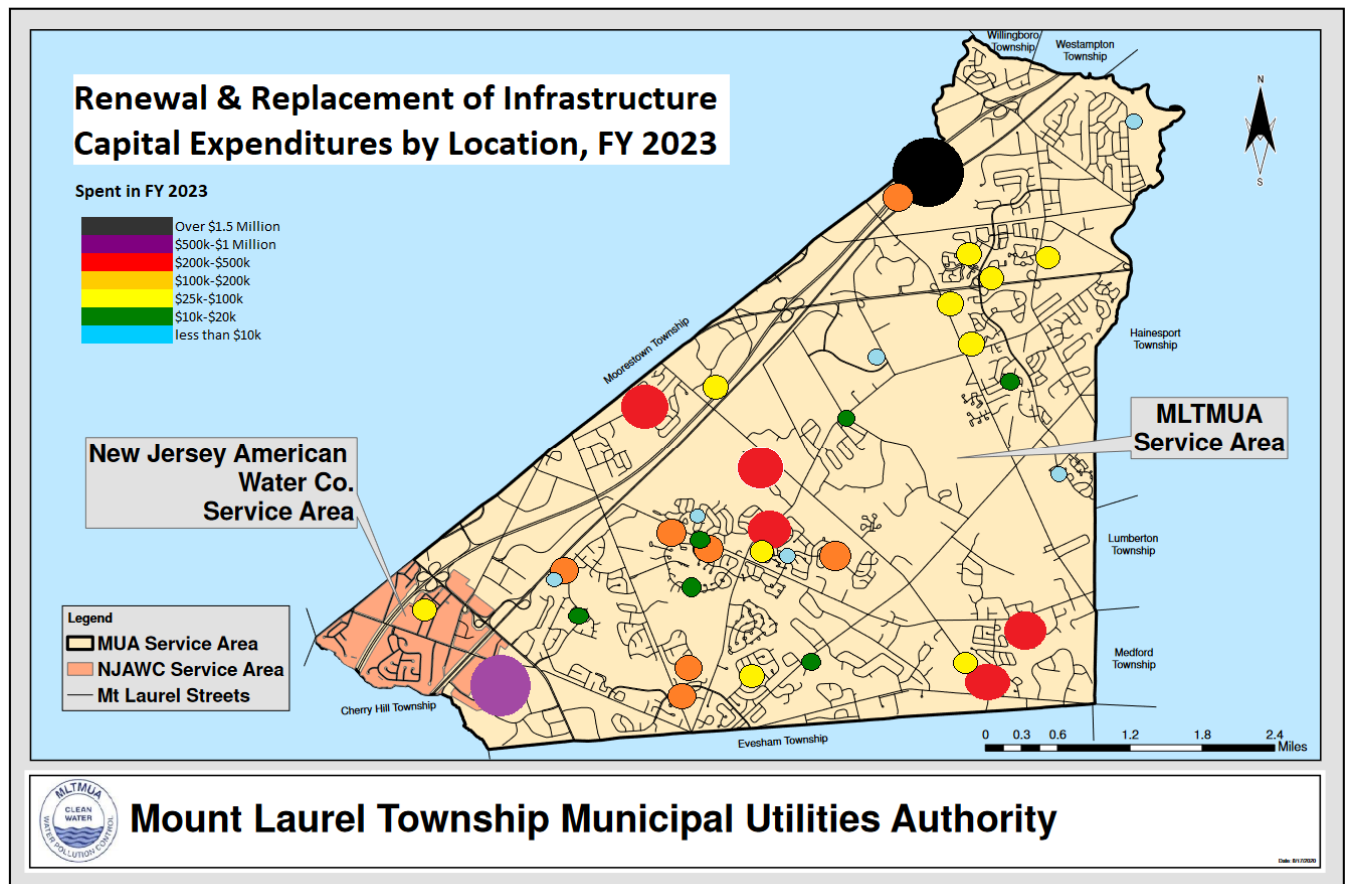 Willingboro
Township
Westampton
Township
Renewal & Replacement of Infrastructure
Capital Expenditures by Location, FY 2023
N
S
Spent in FY 2023
Over $1.5 Million
$500k-$1 Million
$200k-$500k
$100k-$200k
$25k-$100k
$10k-$20k
less than $10k
Moorestown Township
Hainesport
Township
MLTMUA
Service Area
New Jersey American
Water Co.
Service Area
Lumberton
Township
Legend
MUA Service Area
NJAWC Service Area
Mt Laurel Streets
Medford
Township
Cherry Hill Township
Evesham Township
0 0.3 0.6 1.2 1.8 2.4
Miles
MLTMUA
CLEAN
WATER
WATER POLLUTION CONTROL
Mount Laurel Township Municipal Utilities Authority
Date: 8/17/2020